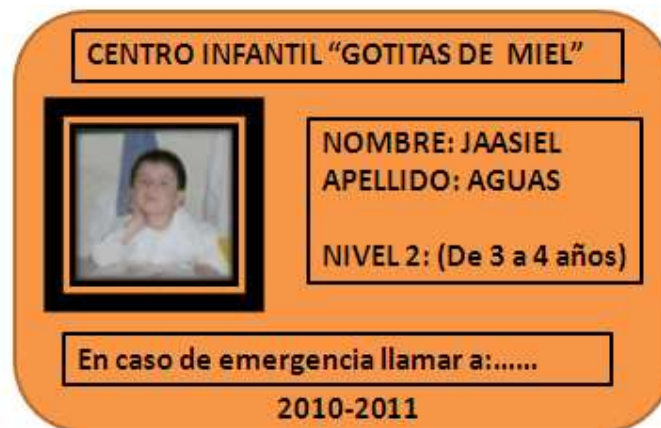 CENTRO INFANTIL “GOTITAS DE MIEL”
NOMBRE: JAASIEL
APELLIDO: AGUAS
NIVEL 2: (De 3 a 4 años)
En caso de emergencia llamar a:......
2010-2011